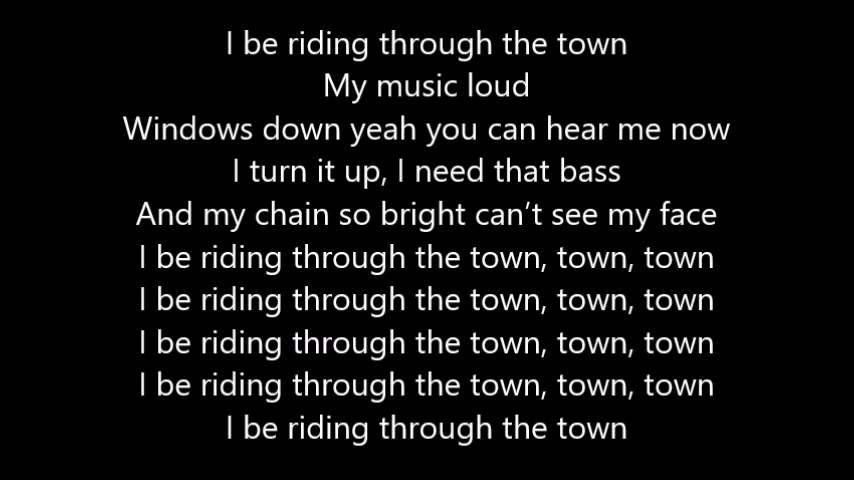 I be riding through the town
My music loud
Windows down yeah you can hear me now
I turn it up, I need that bass
And my chain so bright can’t see my face
I be riding through the town, town, town
I be riding through the town, town, town
I be riding through the town, town, town
I be riding through the town, town, town
I be riding through the town